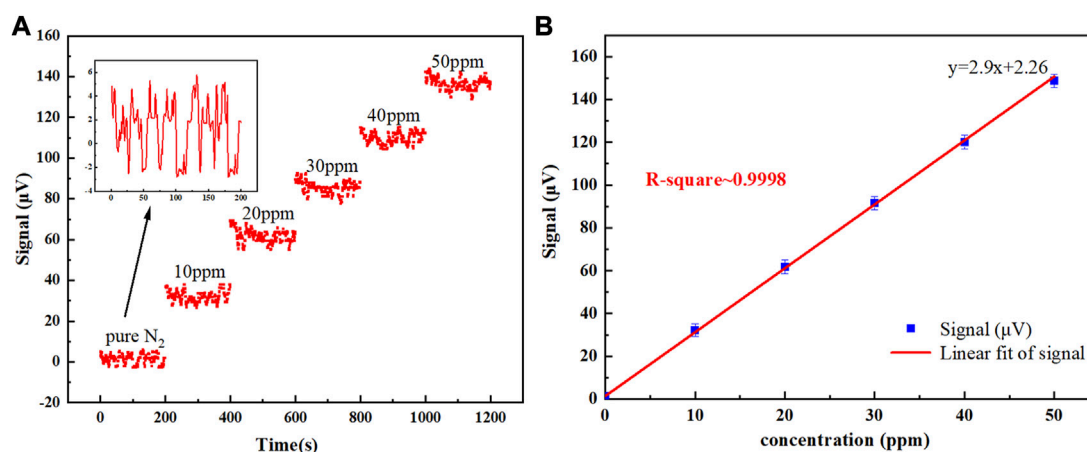 A
Signal (μV)
160
140
120
100
80
60
40
20
0
-20
0
200
400
600
800
1000
1200
Time(s)
pure N₂
10ppm
20ppm
30ppm
40ppm
50ppm
6
4
2
0
-2
-4
0
50
100
150
200
B
Signal (μV)
160
140
120
100
80
60
40
20
0
0
10
20
30
40
50
concentration (ppm)
y=2.9x+2.26
R-square~0.9998
Signal (μV)
Linear fit of signal